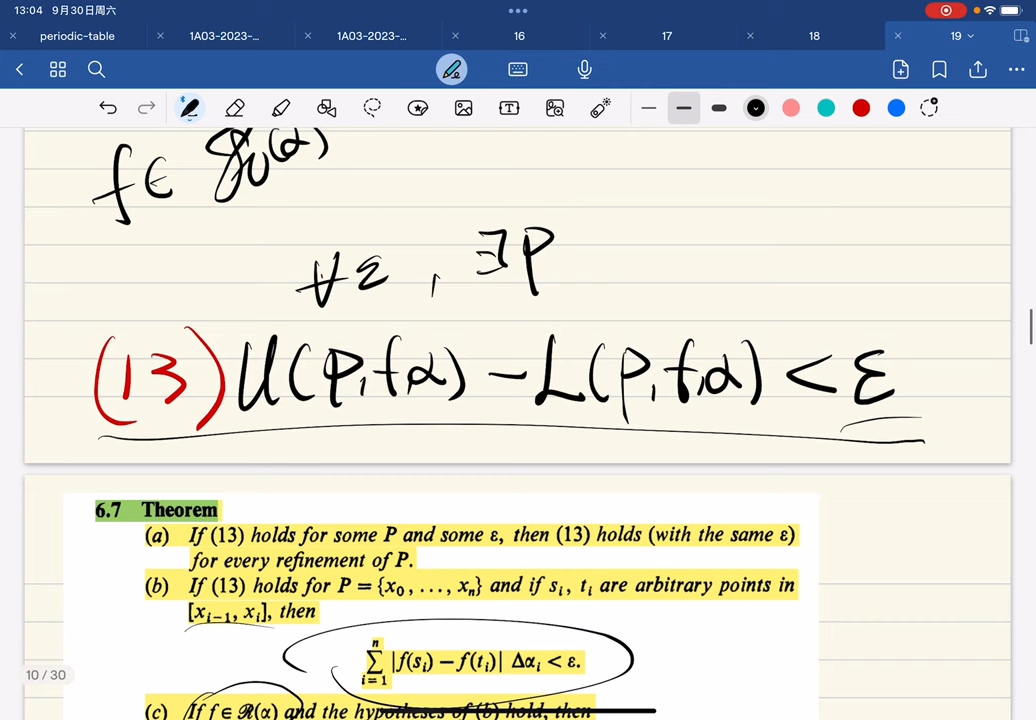 13:04 9月30日周六
periodic-table 1A03-2023-... 1A03-2023-... 16 17 18 19
f ∈ ℛ(α)
∀ε, ∃P
(13) U(P,f,α) − L(P,f,α) < ε
6.7 Theorem
(a) If (13) holds for some P and some ε, then (13) holds (with the same ε)
for every refinement of P.
(b) If (13) holds for P = {x₀, . . . , xₙ} and if sᵢ, tᵢ are arbitrary points in
[xᵢ₋₁, xᵢ], then
n
∑ |f(sᵢ) − f(tᵢ)| Δαᵢ < ε.
i=1
10 / 30
(c) If f ∈ ℛ(α) and the hypotheses of (b) hold, then